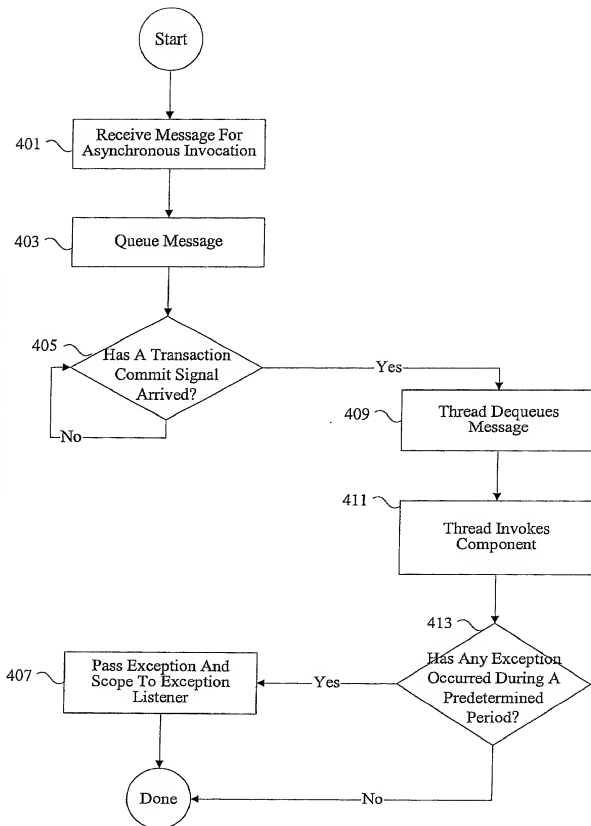 Start
401
Receive Message For
Asynchronous Invocation
403
Queue Message
405
Has A Transaction
Commit Signal
Arrived?
Yes
No
409
Thread Dequeues
Message
411
Thread Invokes
Component
413
Has Any Exception
Occurred During A
Predetermined
Period?
Yes
407
Pass Exception And
Scope To Exception
Listener
No
Done